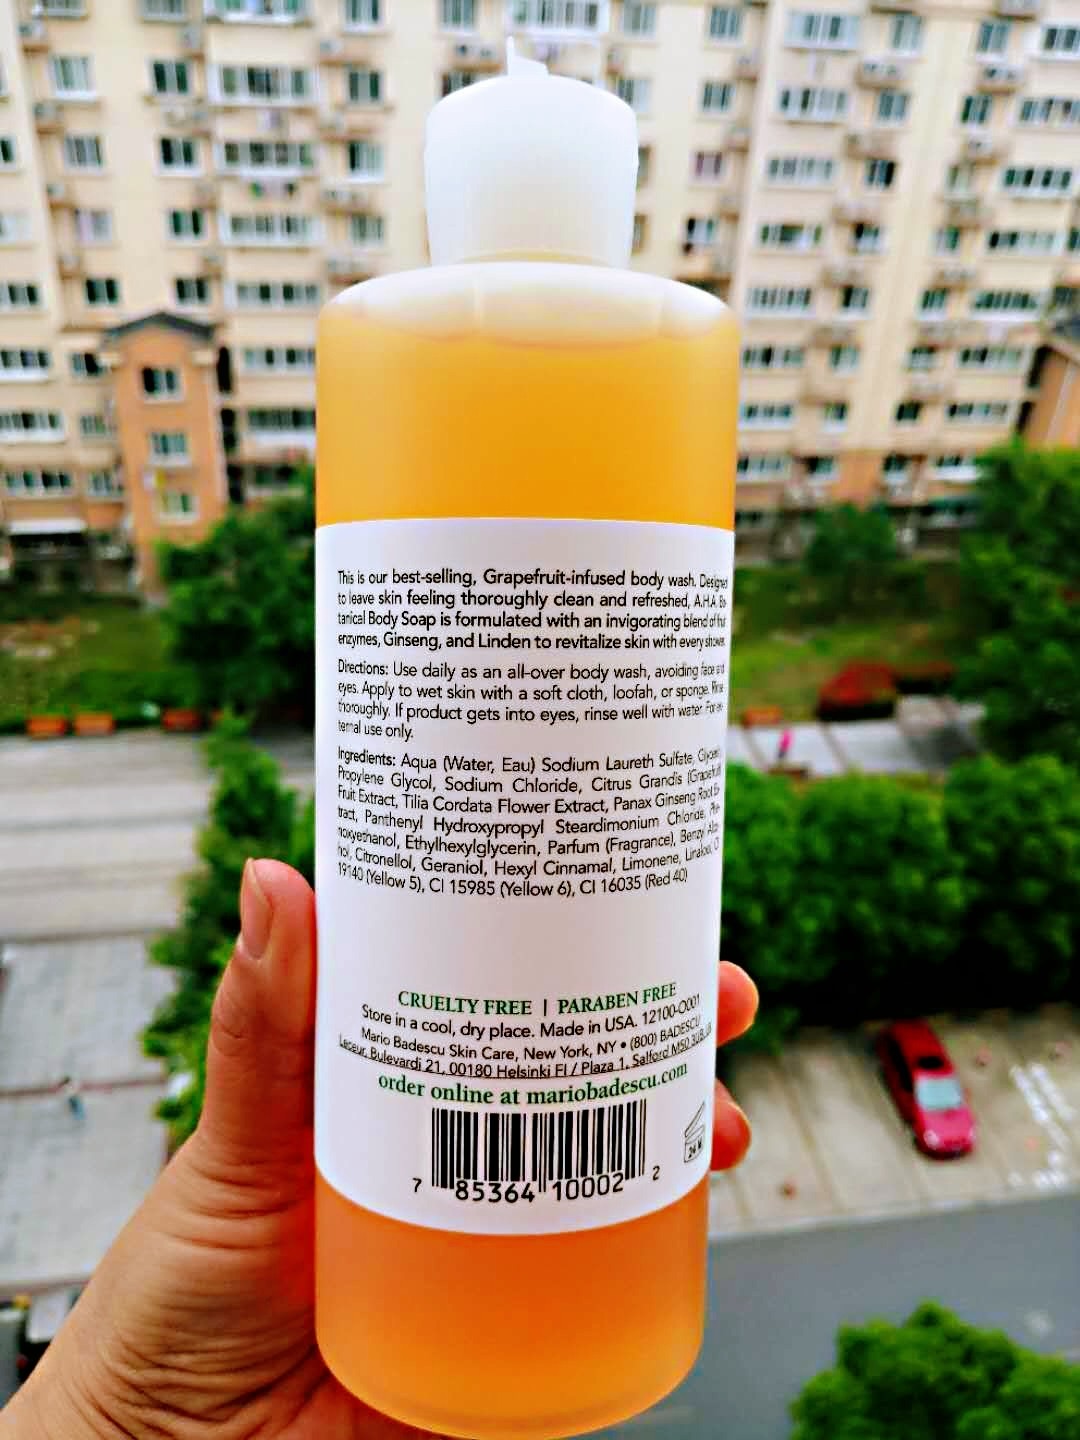 This is our best-selling, Grapefruit-infused body wash. Designed
to leave skin feeling thoroughly clean and refreshed, A.H.A. Bo-
tanical Body Soap is formulated with an invigorating blend of fruit
enzymes, Ginseng, and Linden to revitalize skin with every shower.
Directions: Use daily as an all-over body wash, avoiding face and
eyes. Apply to wet skin with a soft cloth, loofah, or sponge. Rinse
thoroughly. If product gets into eyes, rinse well with water. For ex-
ternal use only.
Ingredients: Aqua (Water, Eau) Sodium Laureth Sulfate, Glycerin,
Propylene Glycol, Sodium Chloride, Citrus Grandis (Grapefruit)
Fruit Extract, Tilia Cordata Flower Extract, Panax Ginseng Root Ex-
tract, Panthenyl Hydroxypropyl Steardimonium Chloride, Phe-
noxyethanol, Ethylhexylglycerin, Parfum (Fragrance), Benzyl Alco-
hol, Citronellol, Geraniol, Hexyl Cinnamal, Limonene, Linalool, CI
19140 (Yellow 5), CI 15985 (Yellow 6), CI 16035 (Red 40)
CRUELTY FREE | PARABEN FREE
Store in a cool, dry place. Made in USA. 12100-O001
Mario Badescu Skin Care, New York, NY • (800) BADESCU
Bulevardi 21, 00180 Helsinki FI / Plaza 1, Salford M50
order online at mariobadescu.com
24 M
7 85364 10002 2